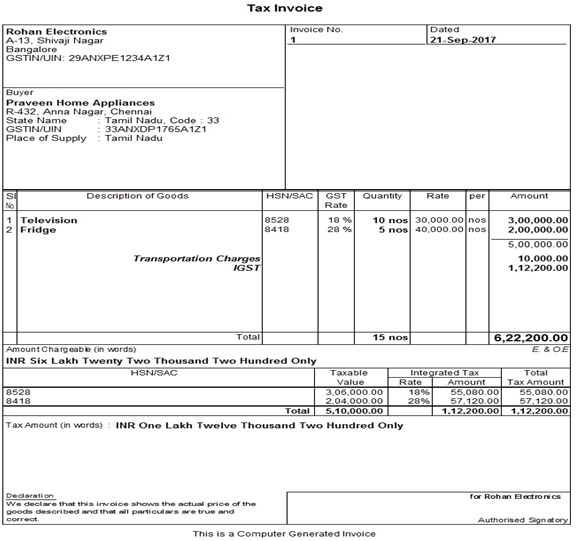 Tax Invoice
Rohan Electronics
A-13, Shivaji Nagar
Bangalore
GSTIN/UIN: 29ANXPE1234A1Z1
Invoice No.
1
Dated
21-Sep-2017
Buyer
Praveen Home Appliances
R-432, Anna Nagar, Chennai
State Name : Tamil Nadu, Code : 33
GSTIN/UIN : 33ANXDP1765A1Z1
Place of Supply : Tamil Nadu
Sl No. Description of Goods HSN/SAC GST Rate Quantity Rate per Amount
1 Television 8528 18 % 10 nos 30,000.00 nos 3,00,000.00
2 Fridge 8418 28 % 5 nos 40,000.00 nos 2,00,000.00
5,00,000.00
Transportation Charges 10,000.00
IGST 1,12,200.00
Total 15 nos 6,22,200.00
Amount Chargeable (in words) E. & O.E
INR Six Lakh Twenty Two Thousand Two Hundred Only
HSN/SAC Taxable Value Integrated Tax Rate Amount Total Tax Amount
8528 3,06,000.00 18% 55,080.00 55,080.00
8418 2,04,000.00 28% 57,120.00 57,120.00
Total 5,10,000.00 1,12,200.00 1,12,200.00
Tax Amount (in words) : INR One Lakh Twelve Thousand Two Hundred Only
Declaration
We declare that this invoice shows the actual price of the
goods described and that all particulars are true and
correct.
for Rohan Electronics
Authorised Signatory
This is a Computer Generated Invoice